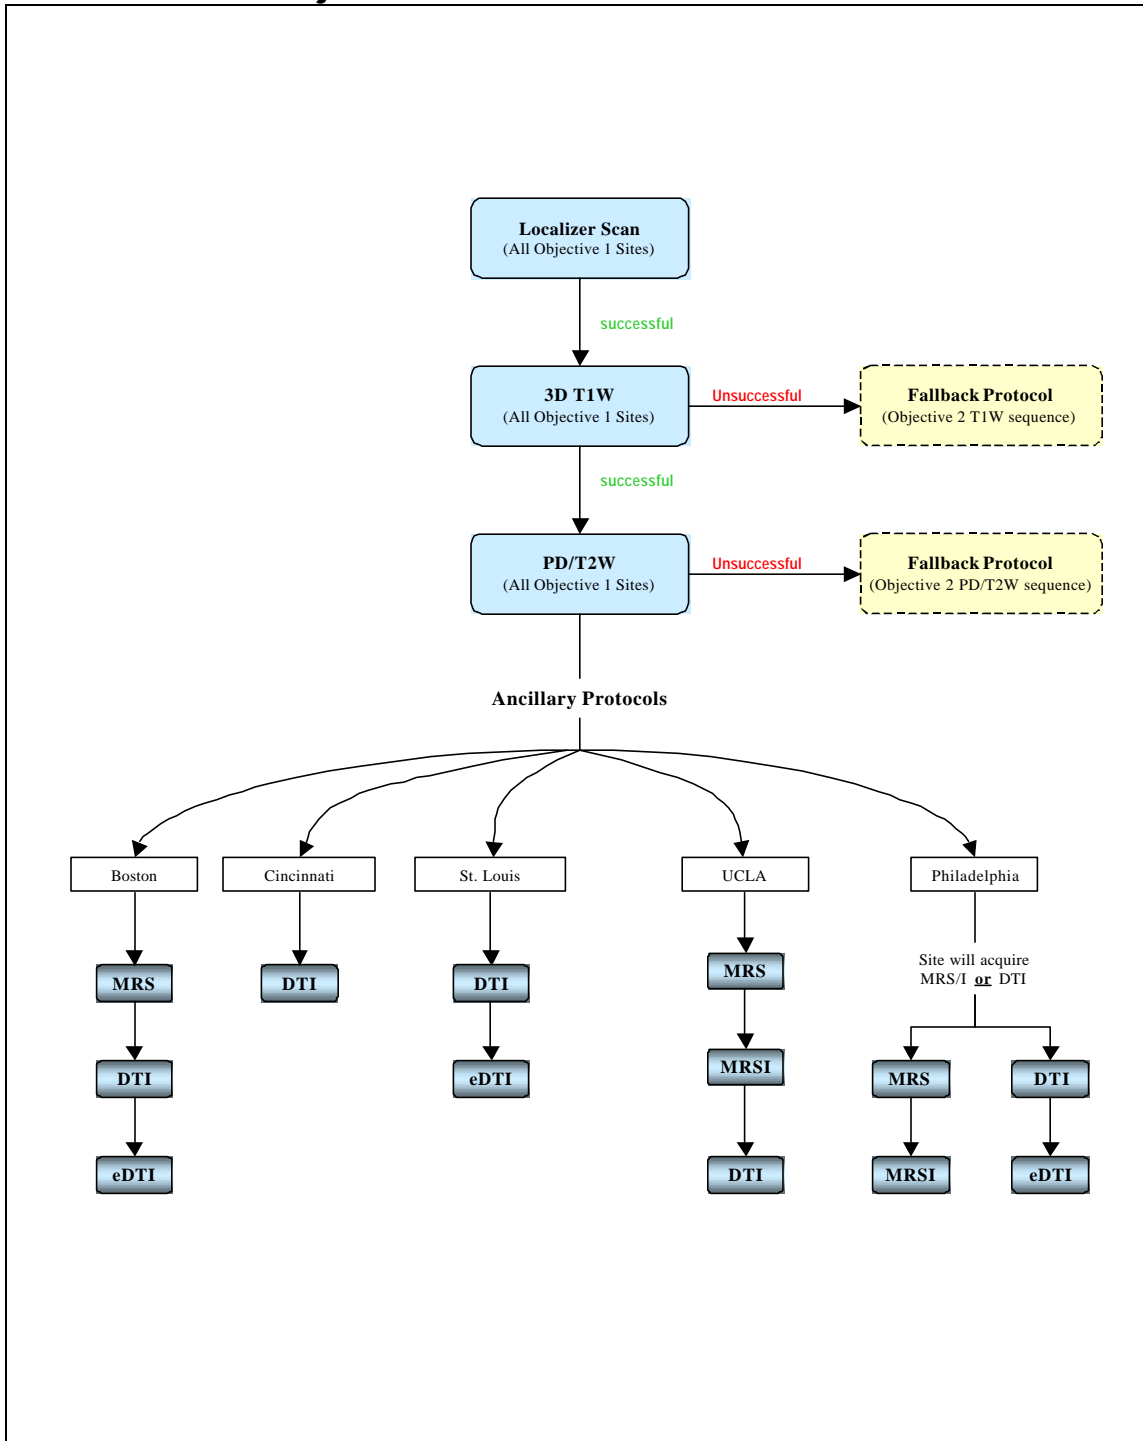 Localizer Scan
(All Objective 1 Sites)
successful
3D T1W
(All Objective 1 Sites)
Unsuccessful
Fallback Protocol
(Objective 2 T1W sequence)
successful
PD/T2W
(All Objective 1 Sites)
Unsuccessful
Fallback Protocol
(Objective 2 PD/T2W sequence)
Ancillary Protocols
Boston
Cincinnati
St. Louis
UCLA
Philadelphia
MRS
DTI
eDTI
DTI
DTI
eDTI
MRS
MRSI
DTI
Site will acquire
MRS/I or DTI
MRS
MRSI
DTI
eDTI